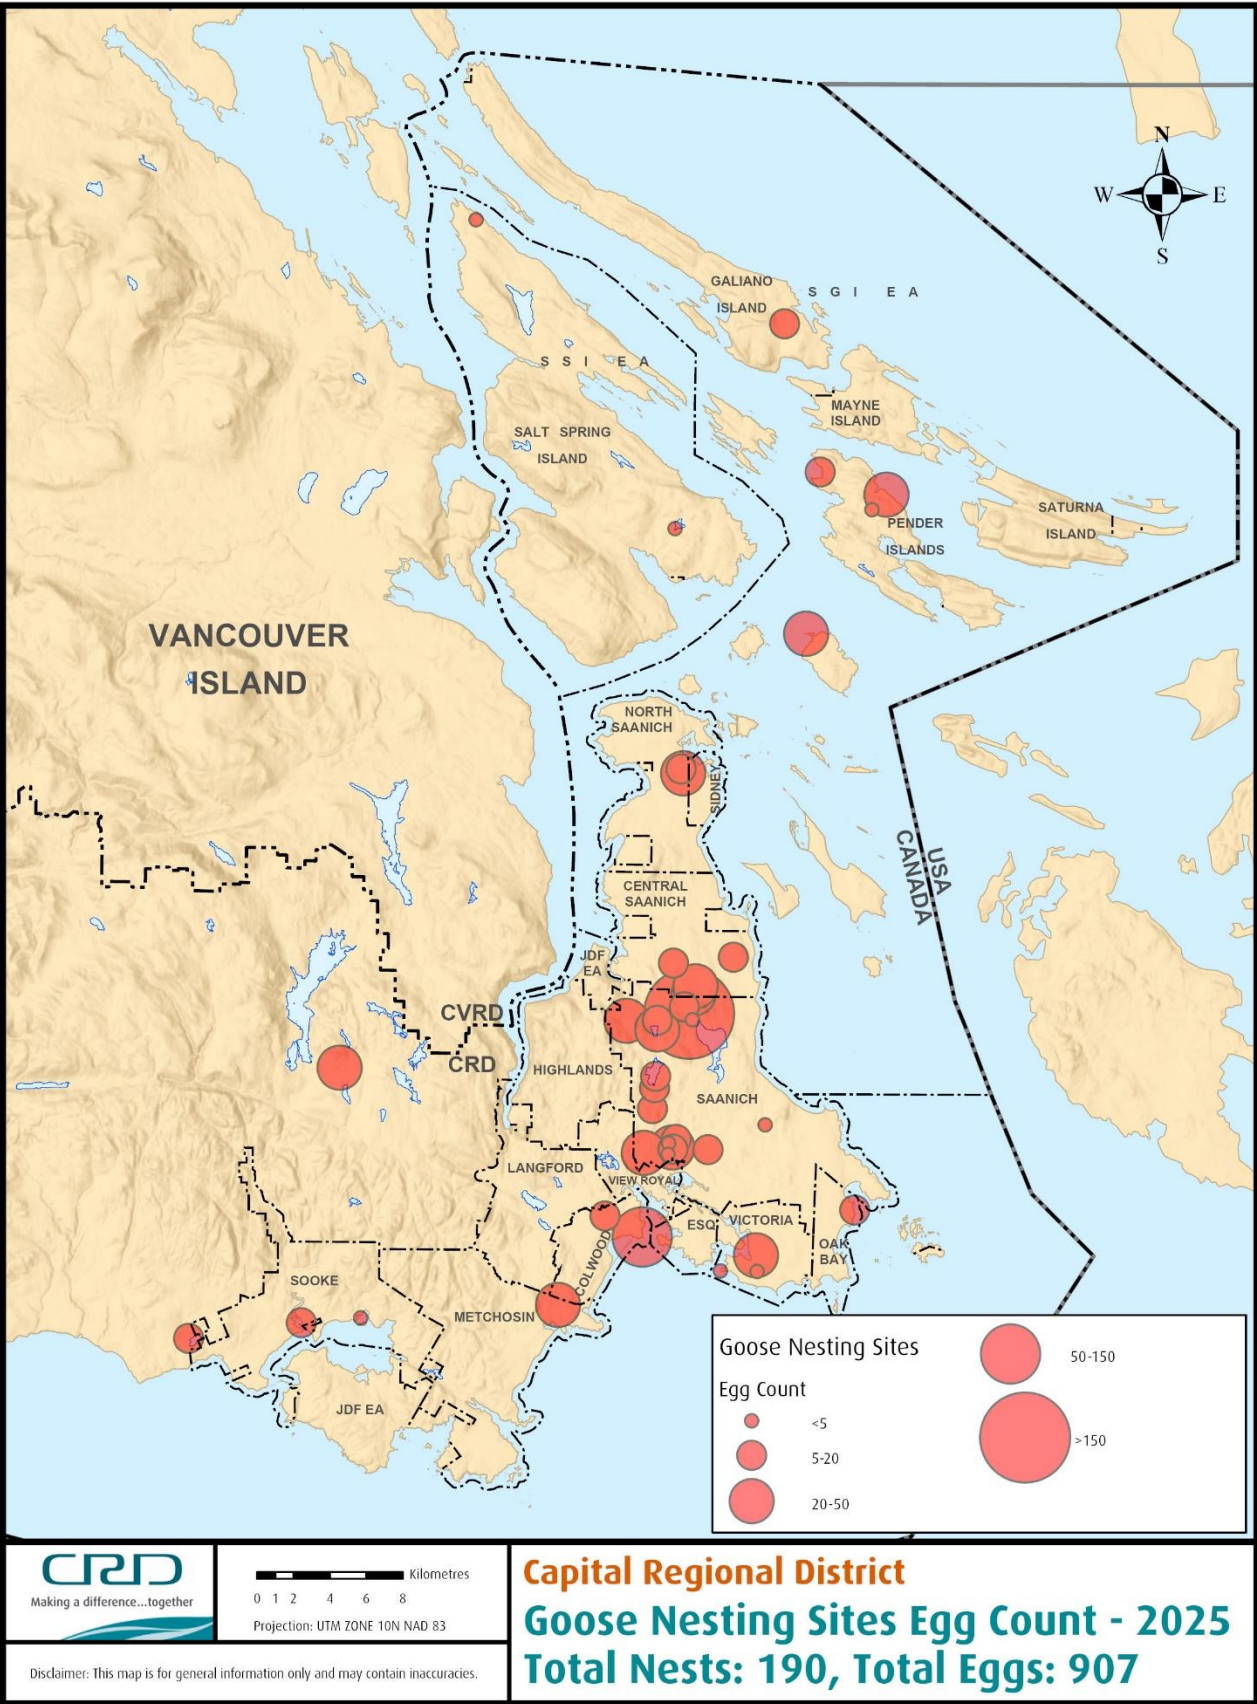 N
W E
S
GALIANO
ISLAND
S G I E A
S S I E A
MAYNE
ISLAND
SALT SPRING
ISLAND
SATURNA
ISLAND
PENDER
ISLANDS
VANCOUVER
ISLAND
NORTH
SAANICH
SIDNEY
USA
CANADA
CENTRAL
SAANICH
JDF
EA
CVRD
CRD
HIGHLANDS
SAANICH
LANGFORD
VIEW ROYAL
ESQ
VICTORIA
OAK
BAY
COLWOOD
SOOKE
METCHOSIN
JDF EA
Goose Nesting Sites
Egg Count
<5
5-20
20-50
50-150
>150
CRD
Making a difference...together
Kilometres
0 1 2 4 6 8
Projection: UTM ZONE 10N NAD 83
Disclaimer: This map is for general information only and may contain inaccuracies.
Capital Regional District
Goose Nesting Sites Egg Count - 2025
Total Nests: 190, Total Eggs: 907